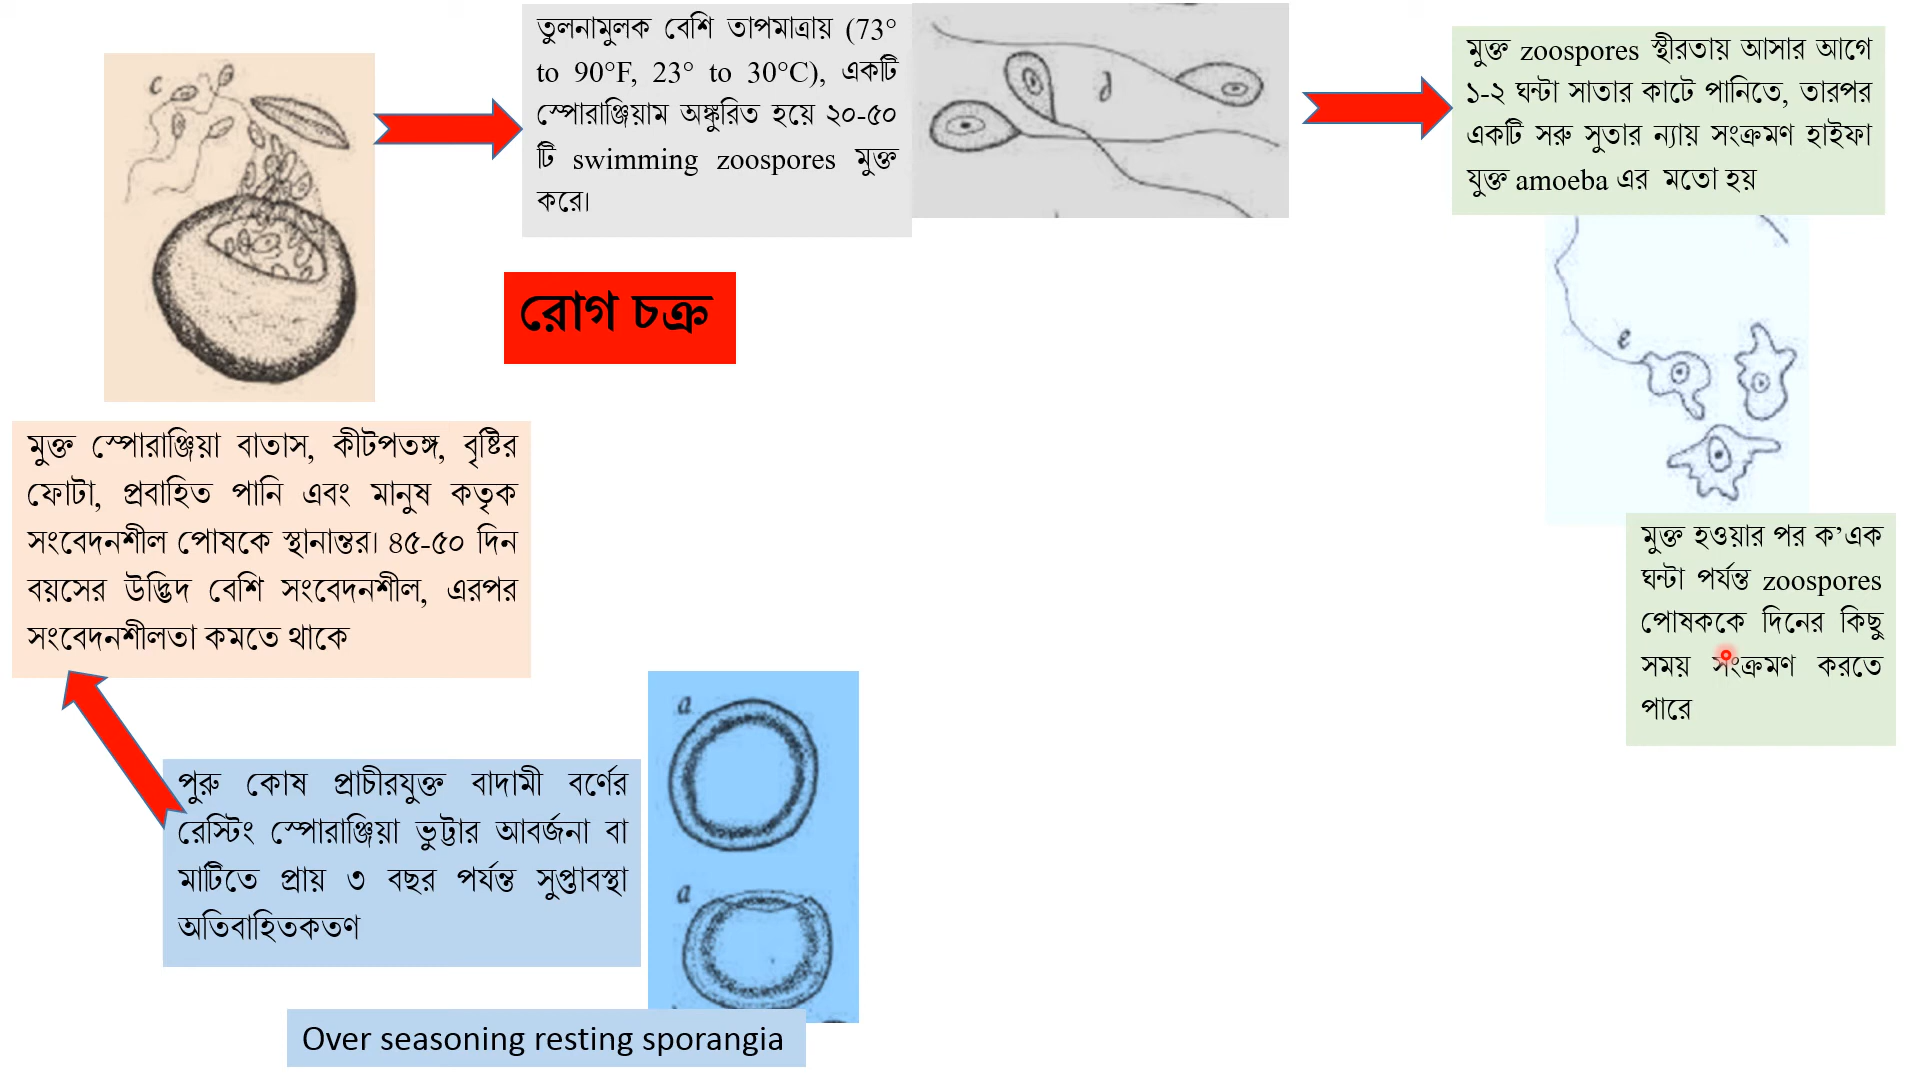 c
তুলনামুলক বেশি তাপমাত্রায় (73°
to 90°F, 23° to 30°C), একটি
স্পোরাঞ্জিয়াম অঙ্কুরিত হয়ে ২০-৫০
টি swimming zoospores মুক্ত
করে।
d
মুক্ত zoospores স্থীরতায় আসার আগে
১-২ ঘন্টা সাতার কাটে পানিতে, তারপর
একটি সরু সুতার ন্যায় সংক্রমণ হাইফা
যুক্ত amoeba এর মতো হয়
রোগ চক্র
e
মুক্ত স্পোরাঞ্জিয়া বাতাস, কীটপতঙ্গ, বৃষ্টির
ফোটা, প্রবাহিত পানি এবং মানুষ কতৃক
সংবেদনশীল পোষকে স্থানান্তর। ৪৫-৫০ দিন
বয়সের উদ্ভিদ বেশি সংবেদনশীল, এরপর
সংবেদনশীলতা কমতে থাকে
মুক্ত হওয়ার পর ক’এক
ঘন্টা পর্যন্ত zoospores
পোষককে দিনের কিছু
সময় সংক্রমণ করতে
পারে
পুরু কোষ প্রাচীরযুক্ত বাদামী বর্ণের
রেস্টিং স্পোরাঞ্জিয়া ভুট্টার আবর্জনা বা
মাটিতে প্রায় ৩ বছর পর্যন্ত সুপ্তাবস্থা
অতিবাহিতকতণ
a
a
Over seasoning resting sporangia